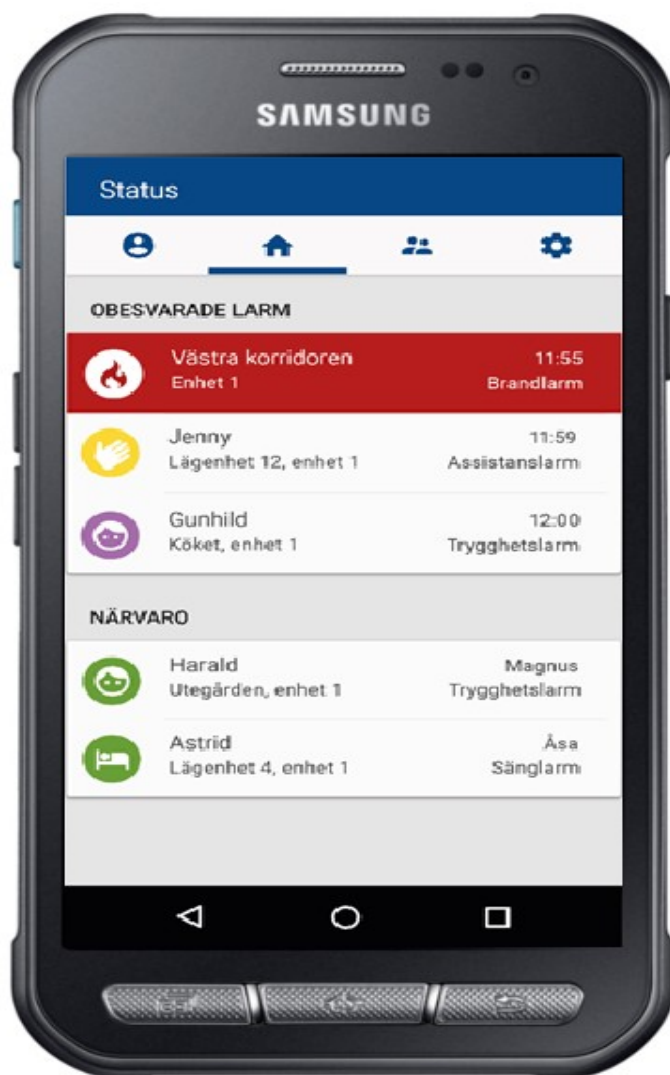 SAMSUNG
Status
OBESVARADE LARM
Västra korridoren 11:55
Enhet 1 Brandlarm
Jenny 11:59
Lägenhet 12, enhet 1 Assistanslarm
Gunhild 12:00
Köket, enhet 1 Trygghetslarm
NÄRVARO
Harald Magnus
Utegården, enhet 1 Trygghetslarm
Astrid Åsa
Lägenhet 4, enhet 1 Sänglarm